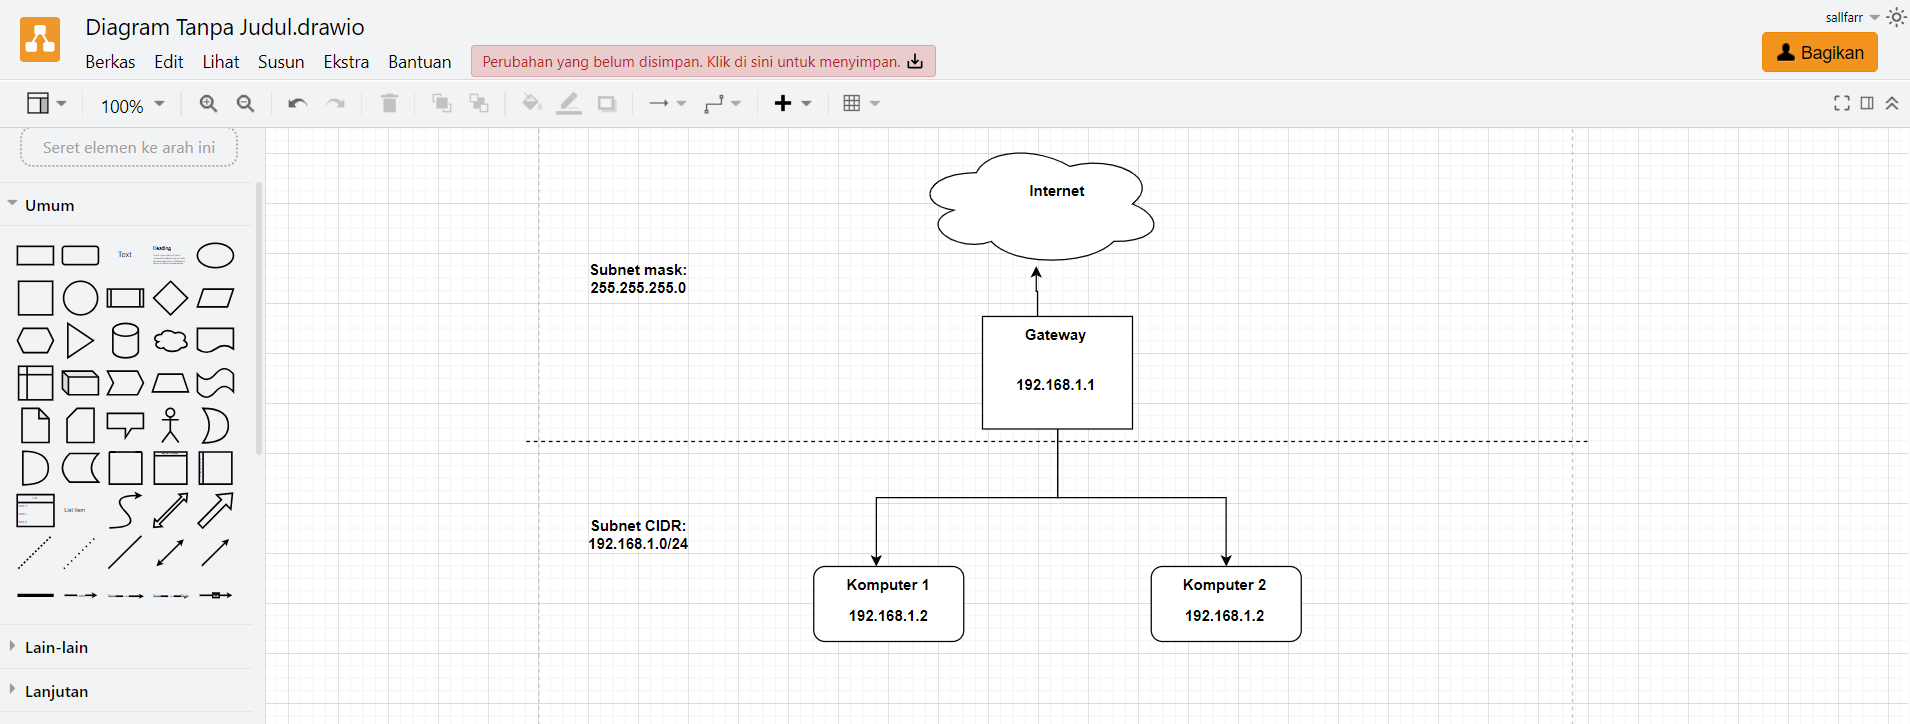 Diagram Tanpa Judul.drawio
sallfarr
Berkas Edit Lihat Susun Ekstra Bantuan
Perubahan yang belum disimpan. Klik di sini untuk menyimpan.
Bagikan
100%
Seret elemen ke arah ini
Umum
Text
Heading
List Item
Lain-lain
Lanjutan
Internet
Subnet mask:
255.255.255.0
Gateway
192.168.1.1
Subnet CIDR:
192.168.1.0/24
Komputer 1
192.168.1.2
Komputer 2
192.168.1.2